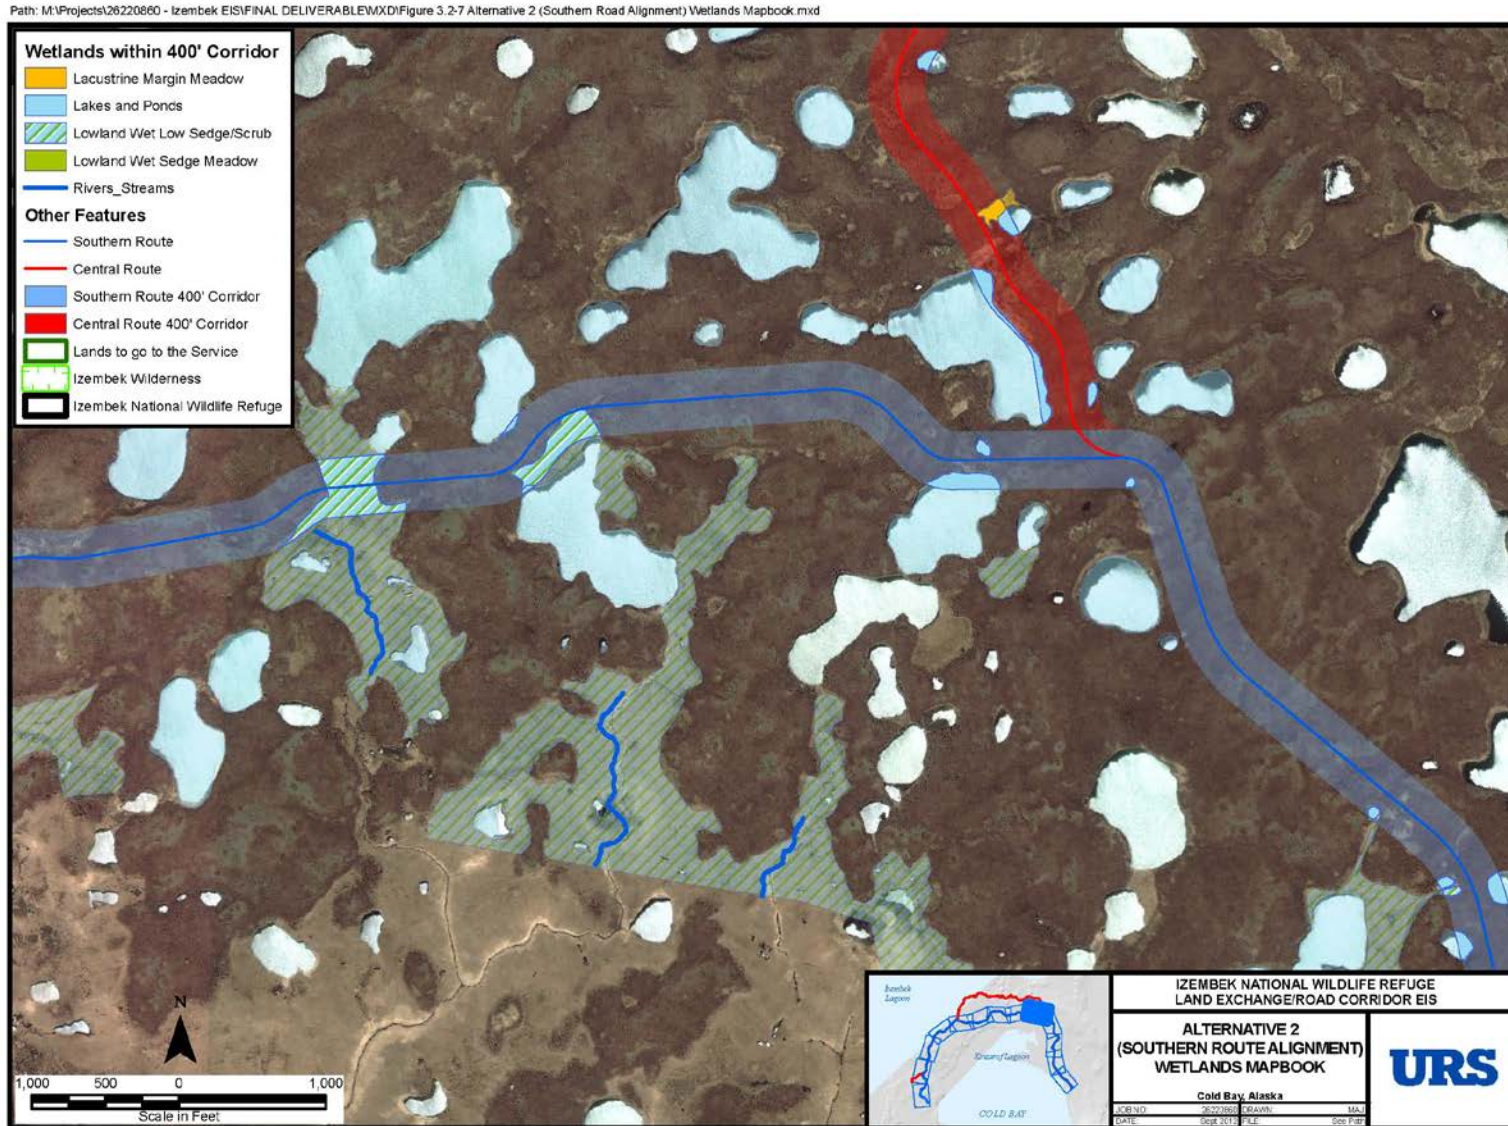 Path: M:\Projects\26220860 - Izembek EIS\FINAL DELIVERABLE\MXD\Figure 3.2-7 Alternative 2 (Southern Road Alignment) Wetlands Mapbook.mxd
Wetlands within 400' Corridor
Lacustrine Margin Meadow
Lakes and Ponds
Lowland Wet Low Sedge/Scrub
Lowland Wet Sedge Meadow
Rivers_Streams
Other Features
Southern Route
Central Route
Southern Route 400' Corridor
Central Route 400' Corridor
Lands to go to the Service
Izembek Wilderness
Izembek National Wildlife Refuge
N
1,000 500 0 1,000
Scale in Feet
Izembek
Lagoon
Kinzarof Lagoon
COLD BAY
IZEMBEK NATIONAL WILDLIFE REFUGE
LAND EXCHANGE/ROAD CORRIDOR EIS
ALTERNATIVE 2
(SOUTHERN ROUTE ALIGNMENT)
WETLANDS MAPBOOK
Cold Bay, Alaska
JOB NO: 26220860 DRAWN: MAJ
DATE: Sept 2012 FILE: See Path
URS